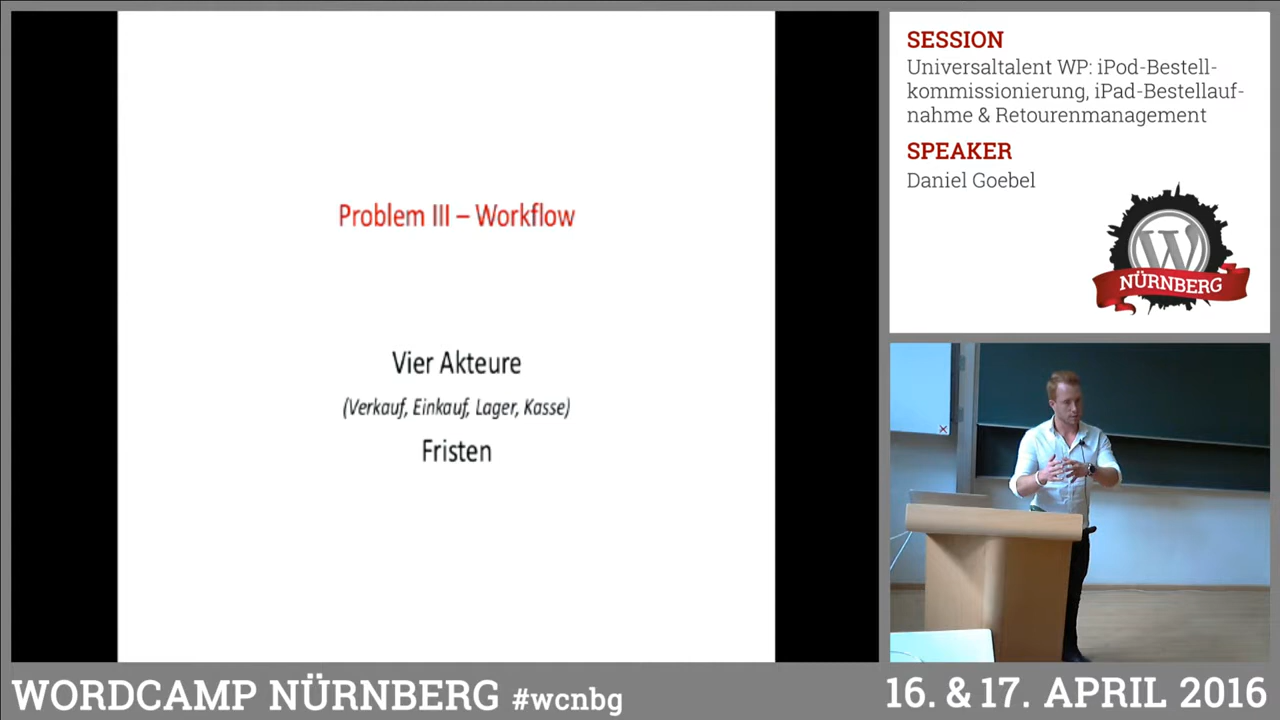 Problem III – Workflow
Vier Akteure
(Verkauf, Einkauf, Lager, Kasse)
Fristen
SESSION
Universaltalent WP: iPod-Bestell-
kommissionierung, iPad-Bestellauf-
nahme & Retourenmanagement
SPEAKER
Daniel Goebel
W
NÜRNBERG
WORDCAMP NÜRNBERG #wcnbg
16. & 17. APRIL 2016